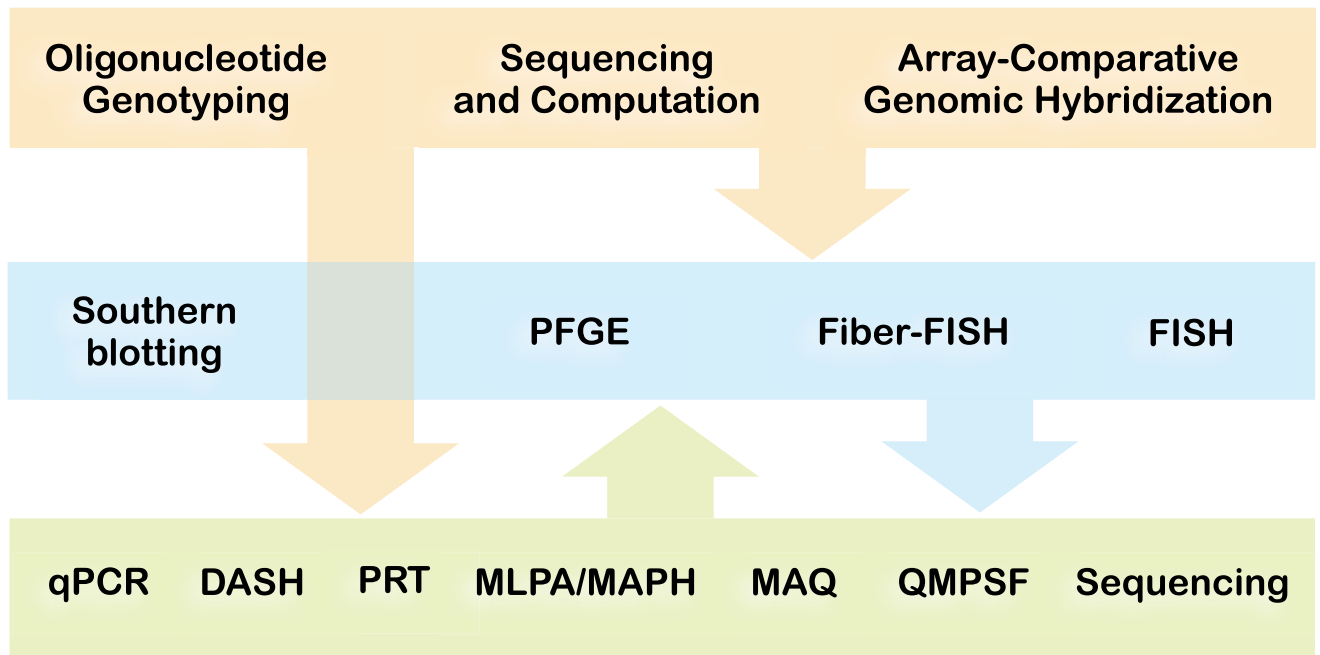 Oligonucleotide
Genotyping
Sequencing
and Computation
Array-Comparative
Genomic Hybridization
Southern
blotting
PFGE
Fiber-FISH
FISH
qPCR
DASH
PRT
MLPA/MAPH
MAQ
QMPSF
Sequencing